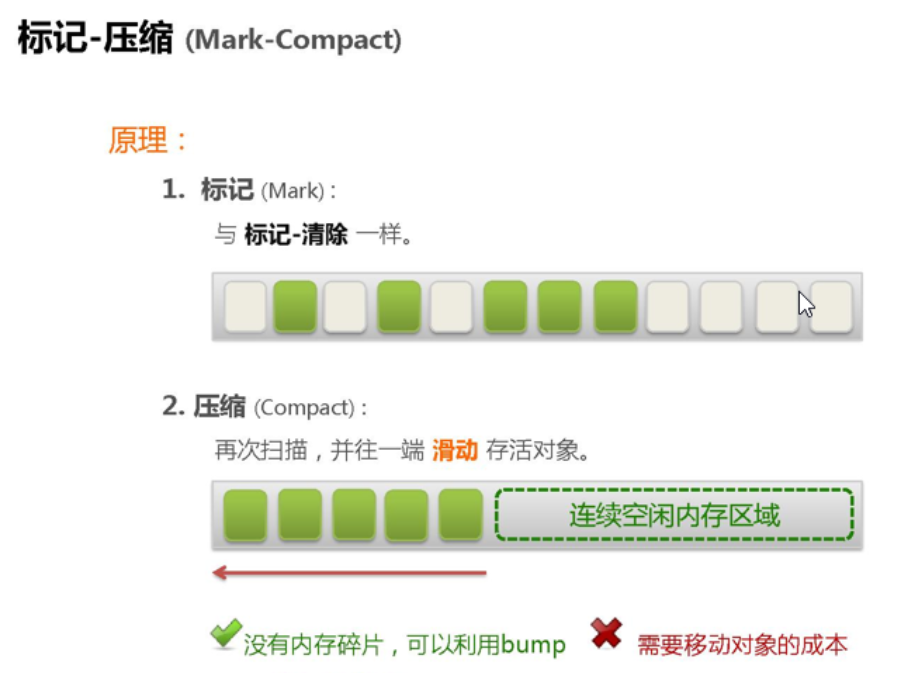 标记-压缩 (Mark-Compact)
原理：
1. 标记 (Mark) :
与 标记-清除 一样。
2. 压缩 (Compact) :
再次扫描，并往一端 滑动 存活对象。
连续空闲内存区域
没有内存碎片，可以利用bump 需要移动对象的成本